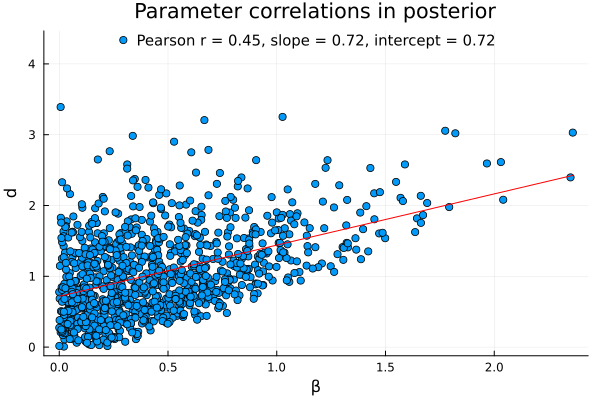 Parameter correlations in posterior
Pearson r = 0.45, slope = 0.72, intercept = 0.72
4
3
2
1
0
d
0.0 0.5 1.0 1.5 2.0
β